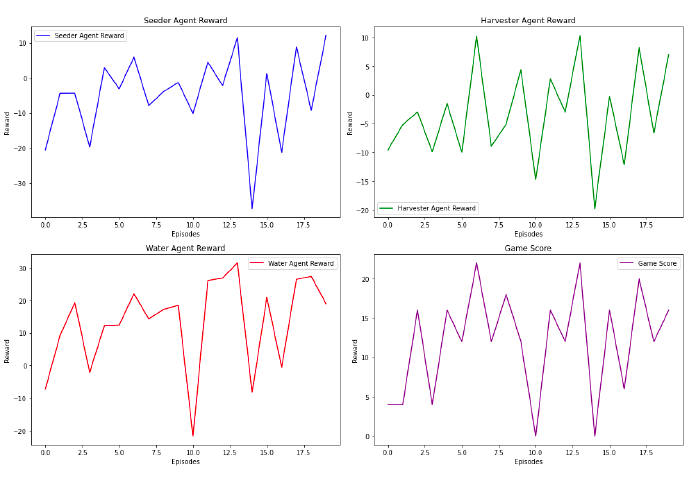 Seeder Agent Reward
Seeder Agent Reward
10
0
−10
−20
−30
Reward
0.0 2.5 5.0 7.5 10.0 12.5 15.0 17.5
Episodes
Harvester Agent Reward
Harvester Agent Reward
10
5
0
−5
−10
−15
−20
Reward
0.0 2.5 5.0 7.5 10.0 12.5 15.0 17.5
Episodes
Water Agent Reward
Water Agent Reward
30
20
10
0
−10
−20
Reward
0.0 2.5 5.0 7.5 10.0 12.5 15.0 17.5
Episodes
Game Score
Game Score
20
15
10
5
0
Reward
0.0 2.5 5.0 7.5 10.0 12.5 15.0 17.5
Episodes